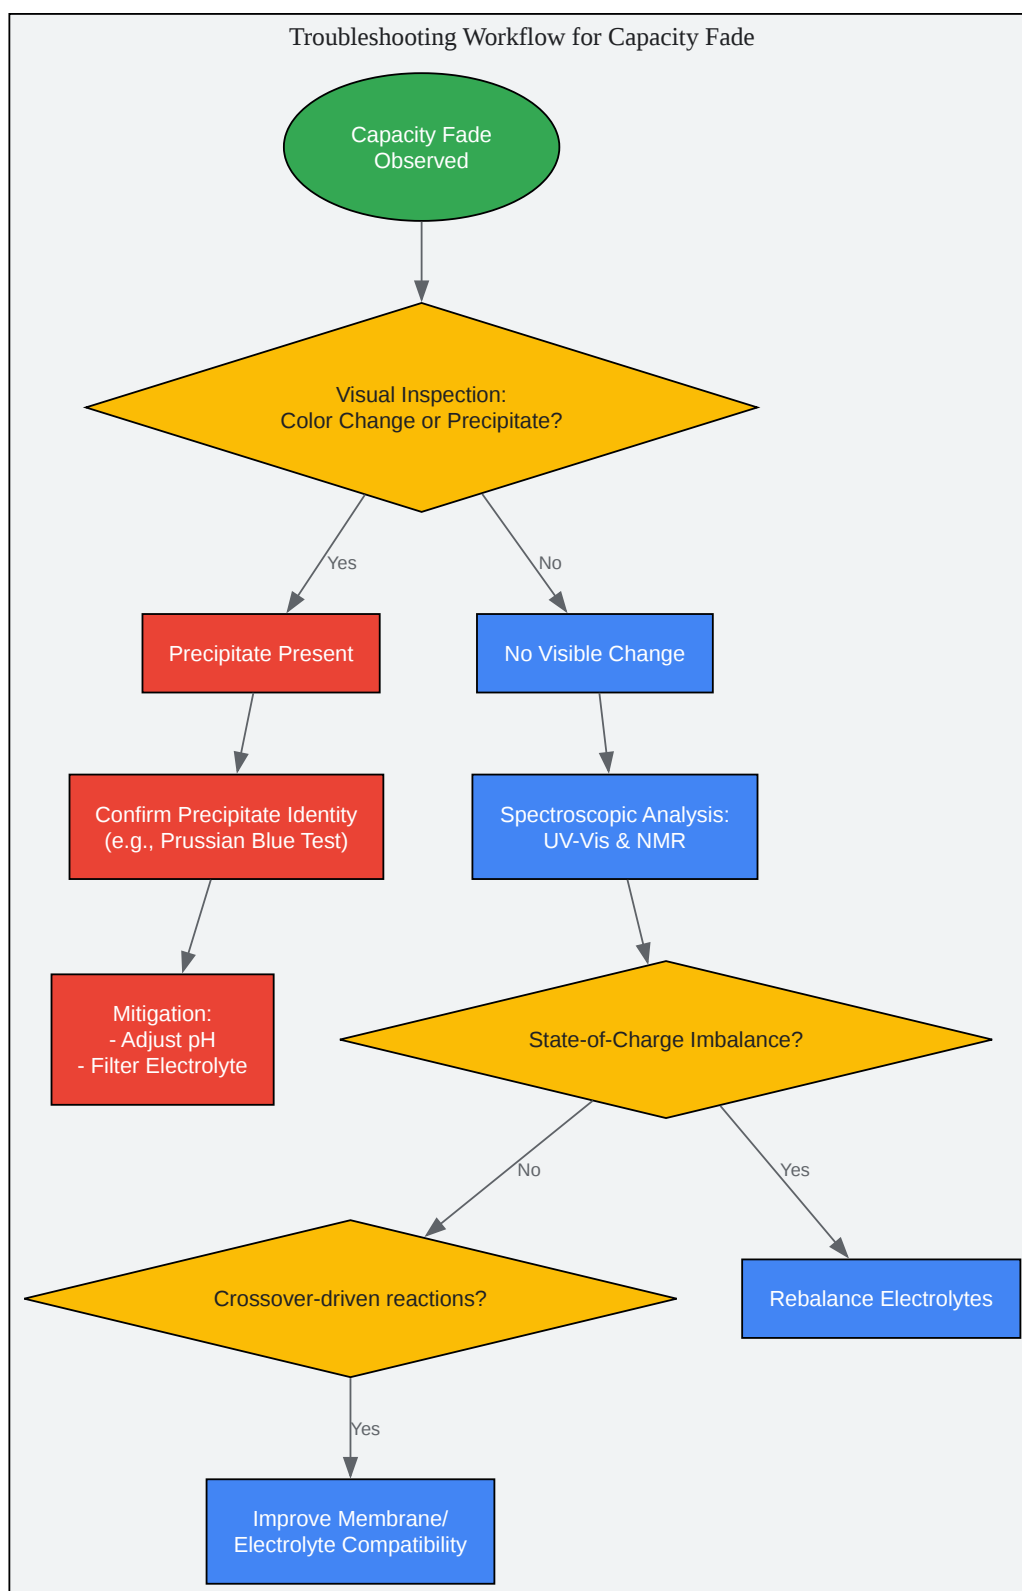 Troubleshooting Workflow for Capacity Fade
Capacity Fade
Observed
Visual Inspection:
Color Change or Precipitate?
Yes
No
Precipitate Present
No Visible Change
Confirm Precipitate Identity
(e.g., Prussian Blue Test)
Spectroscopic Analysis:
UV-Vis & NMR
Mitigation:
- Adjust pH
- Filter Electrolyte
State-of-Charge Imbalance?
No
Yes
Crossover-driven reactions?
Rebalance Electrolytes
Yes
Improve Membrane/
Electrolyte Compatibility